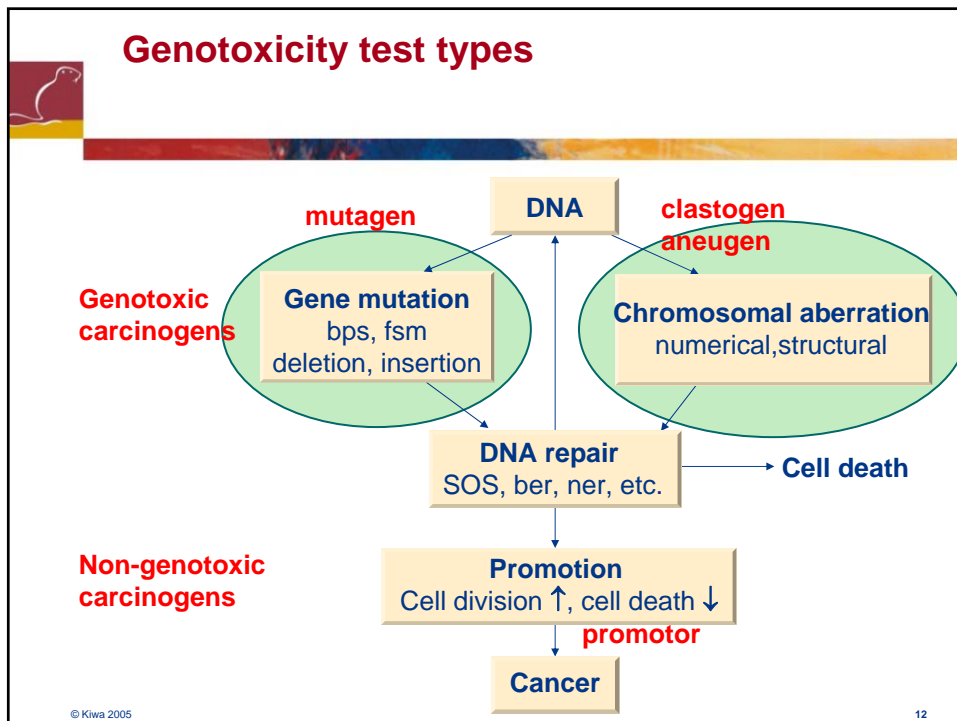 Genotoxicity test types
mutagen
DNA
clastogen
aneugen
Genotoxic
carcinogens
Gene mutation
bps, fsm
deletion, insertion
Chromosomal aberration
numerical,structural
DNA repair
SOS, ber, ner, etc.
Cell death
Non-genotoxic
carcinogens
Promotion
Cell division ↑, cell death ↓
promotor
Cancer
© Kiwa 2005
12